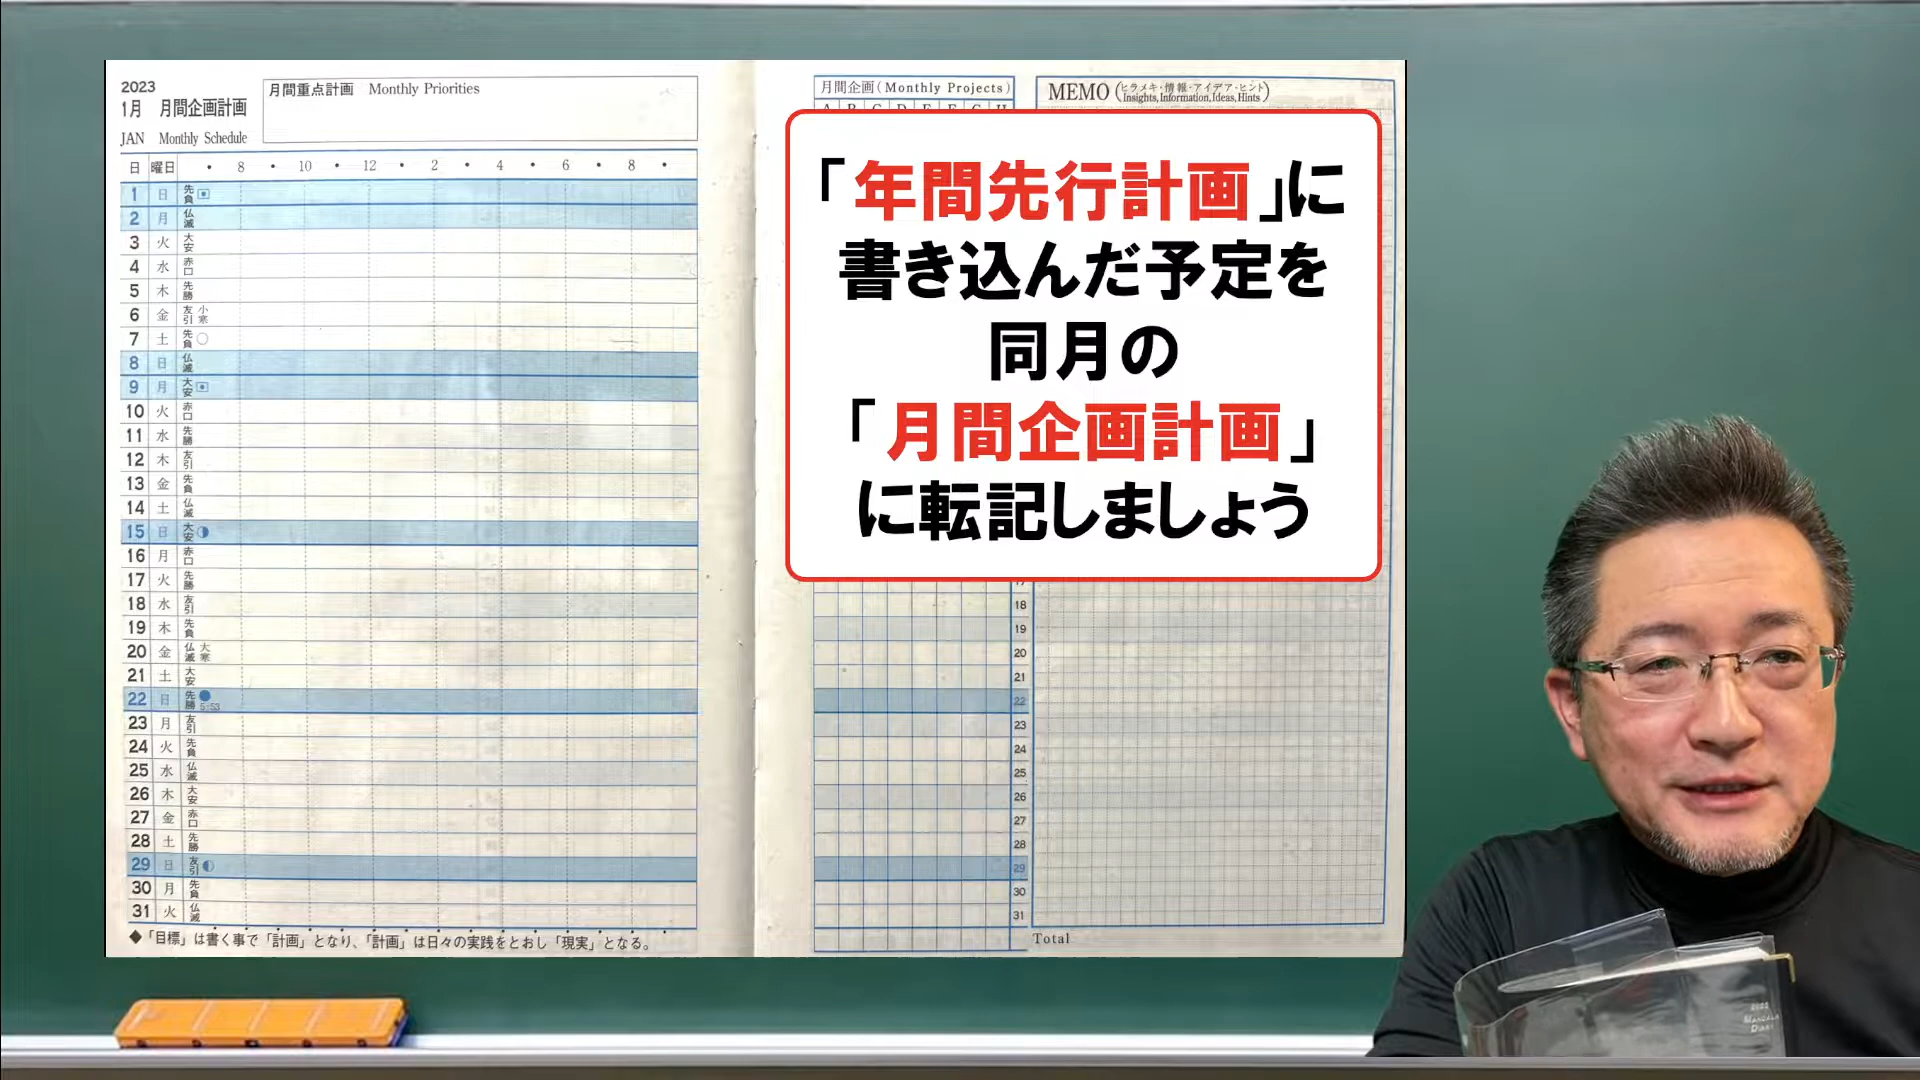 2023
1月 月間企画計画
JAN Monthly Schedule
月間重点計画 Monthly Priorities
日 曜日 ・ 8 ・ 10 ・ 12 ・ 2 ・ 4 ・ 6 ・ 8 ・
1 日 先負
2 月 仏滅
3 火 大安
4 水 赤口
5 木 先勝
6 金 友引 小寒
7 土 先負
8 日 仏滅
9 月 大安
10 火 赤口
11 水 先勝
12 木 友引
13 金 先負
14 土 仏滅
15 日 大安
16 月 赤口
17 火 先勝
18 水 友引
19 木 先負
20 金 仏滅 大寒
21 土 大安
22 日 先勝 5:53
23 月 友引
24 火 先負
25 水 仏滅
26 木 大安
27 金 赤口
28 土 先勝
29 日 友引
30 月 先負
31 火 仏滅
◆「目標」は書く事で「計画」となり、「計画」は日々の実践をとおし「現実」となる。
月間企画(Monthly Projects)
A B C D E F G H
MEMO (ヒラメキ・情報・アイデア・ヒント)
Insights,Information,Ideas,Hints
「年間先行計画」に
書き込んだ予定を
同月の
「月間企画計画」
に転記しましょう
17
18
19
20
21
22
23
24
25
26
27
28
29
30
31
Total
2022
MANDALA
DIARY